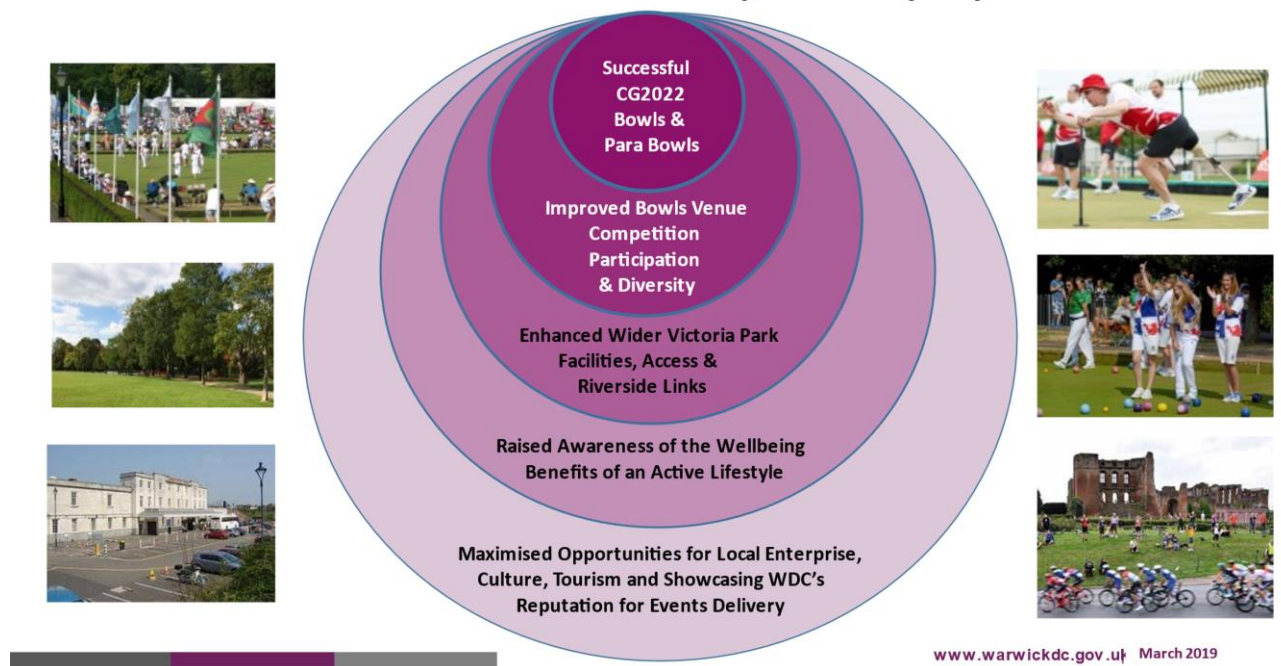 Successful
CG2022
Bowls &
Para Bowls
Improved Bowls Venue
Competition
Participation
& Diversity
Enhanced Wider Victoria Park
Facilities, Access &
Riverside Links
Raised Awareness of the Wellbeing
Benefits of an Active Lifestyle
Maximised Opportunities for Local Enterprise,
Culture, Tourism and Showcasing WDC's
Reputation for Events Delivery
www.warwickdc.gov.uk March 2019